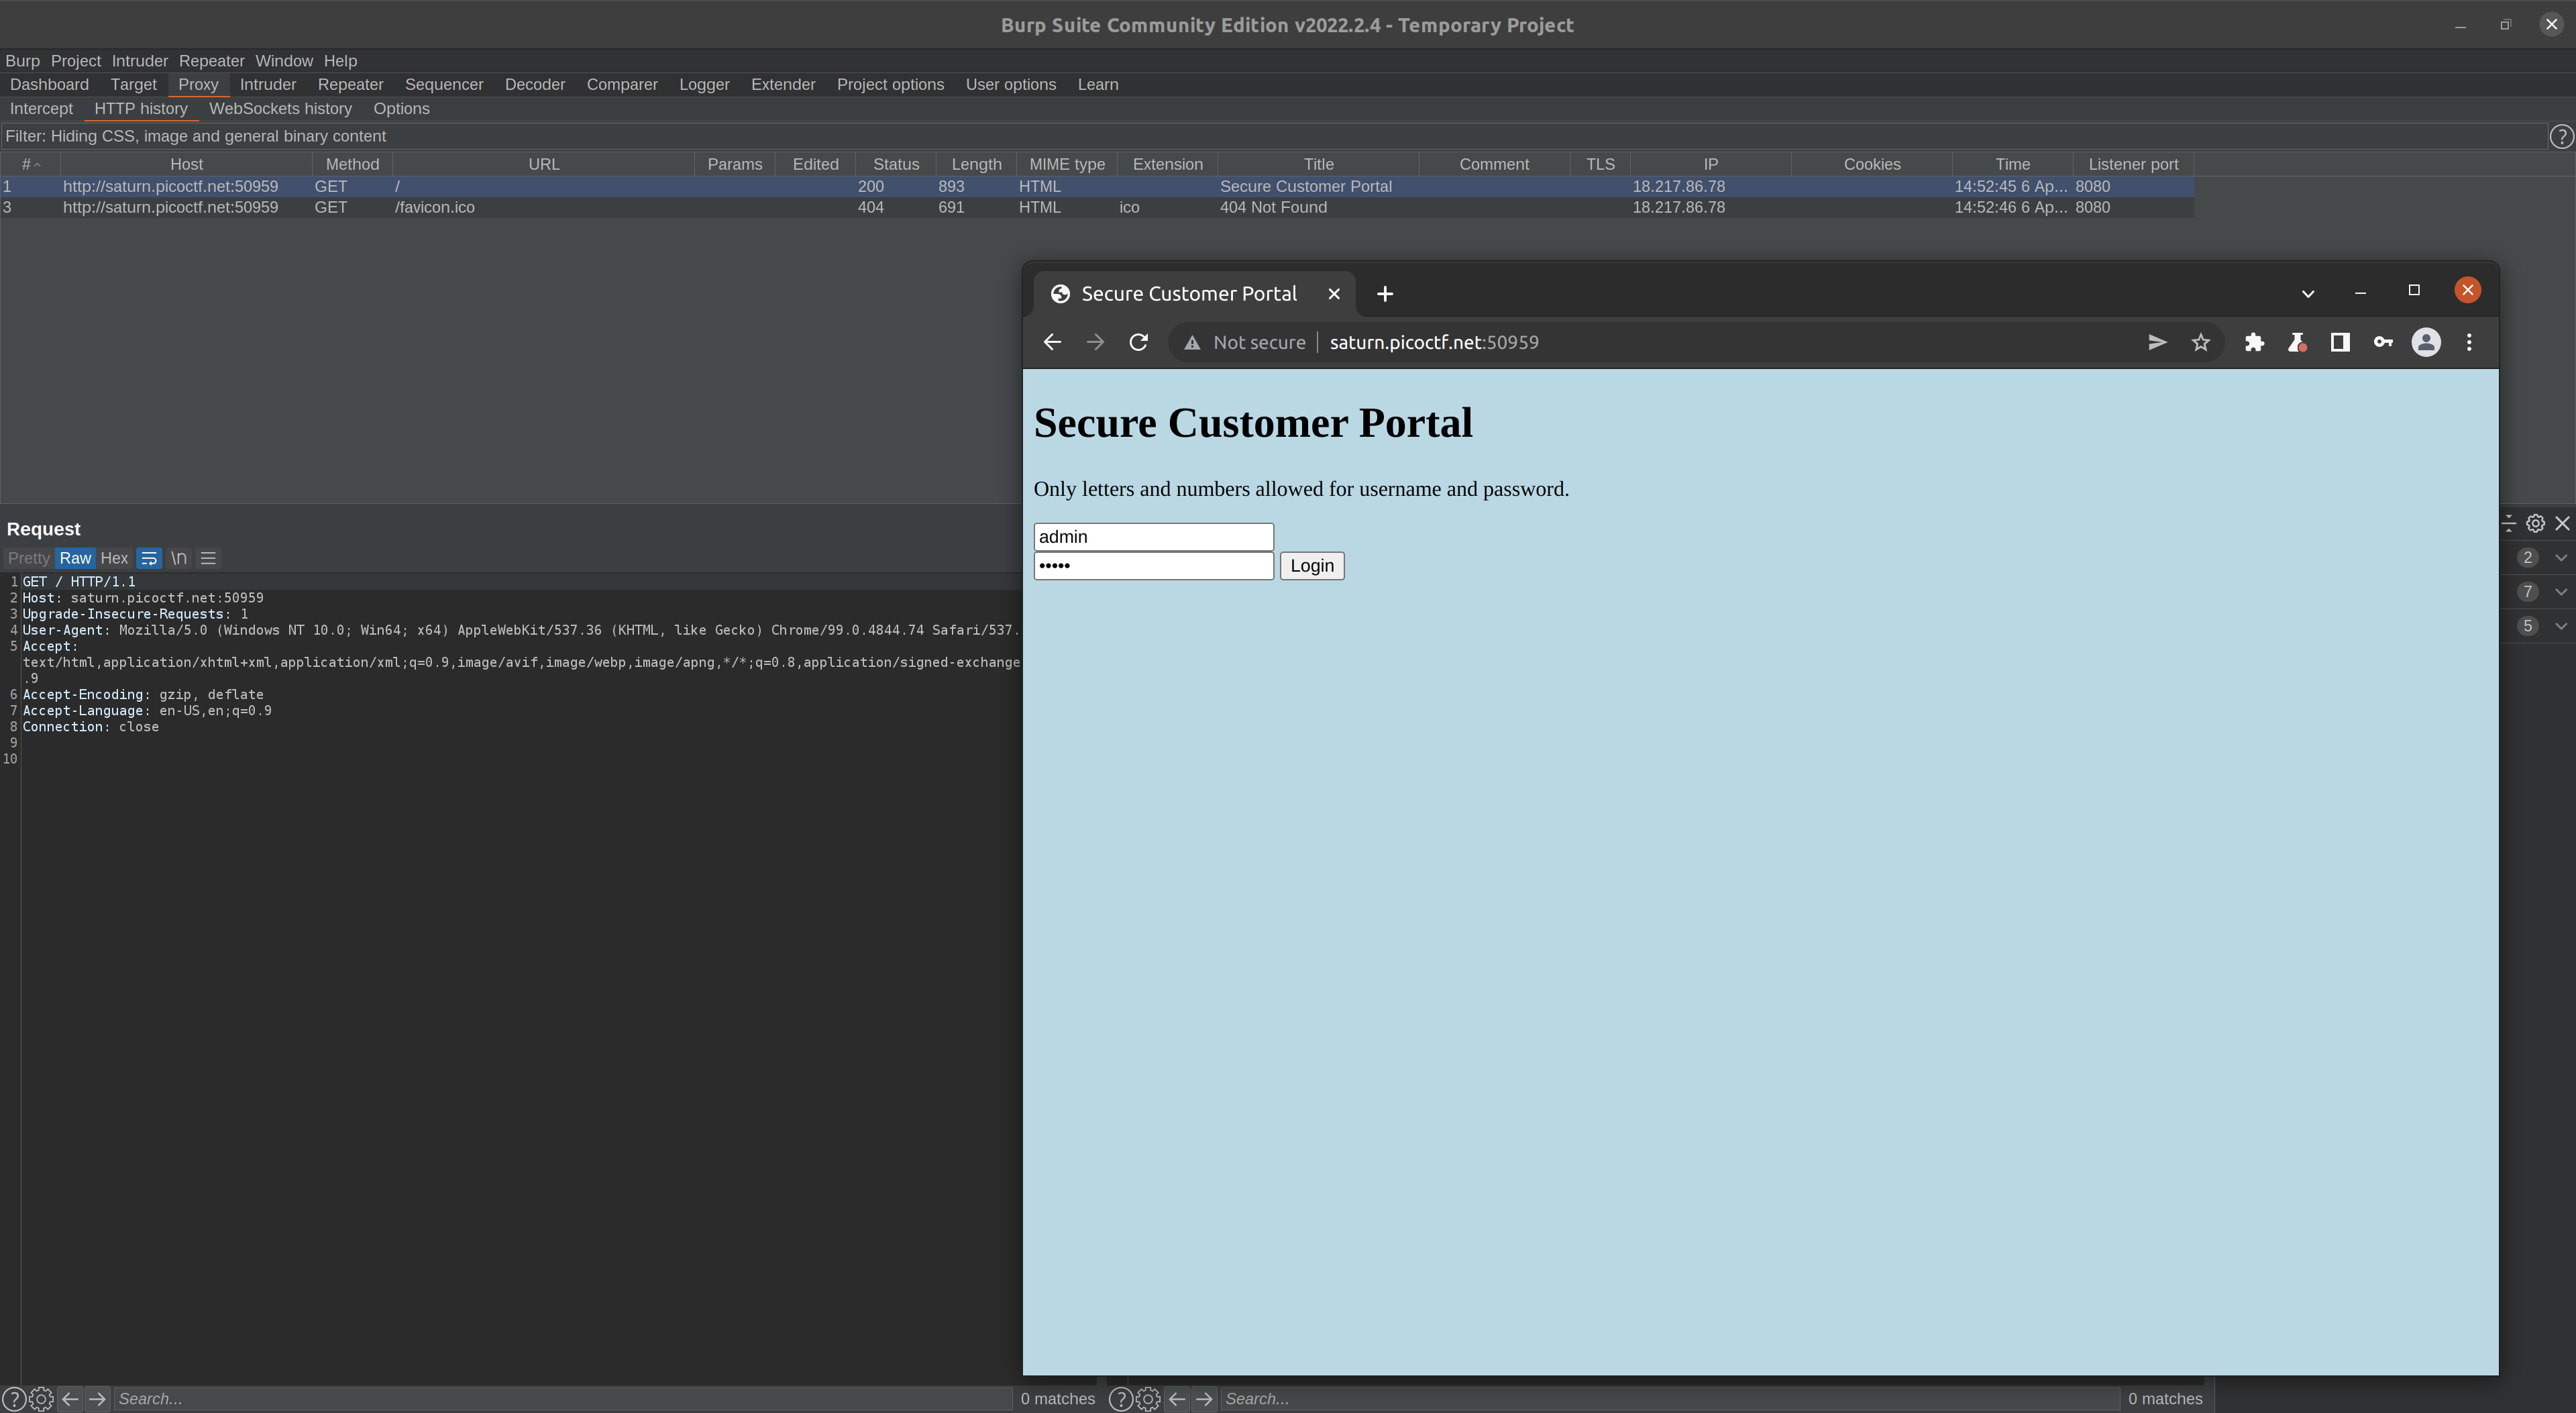 Burp Suite Community Edition v2022.2.4 - Temporary Project
Burp Project Intruder Repeater Window Help
Dashboard Target Proxy Intruder Repeater Sequencer Decoder Comparer Logger Extender Project options User options Learn
Intercept HTTP history WebSockets history Options
Filter: Hiding CSS, image and general binary content
# Host Method URL Params Edited Status Length MIME type Extension Title Comment TLS IP Cookies Time Listener port
1 http://saturn.picoctf.net:50959 GET / 200 893 HTML Secure Customer Portal 18.217.86.78 14:52:45 6 Ap... 8080
3 http://saturn.picoctf.net:50959 GET /favicon.ico 404 691 HTML ico 404 Not Found 18.217.86.78 14:52:46 6 Ap... 8080
Secure Customer Portal
Not secure saturn.picoctf.net:50959
Secure Customer Portal
Only letters and numbers allowed for username and password.
admin
••••• Login
Request
Pretty Raw Hex \n
1 GET / HTTP/1.1
2 Host: saturn.picoctf.net:50959
3 Upgrade-Insecure-Requests: 1
4 User-Agent: Mozilla/5.0 (Windows NT 10.0; Win64; x64) AppleWebKit/537.36 (KHTML, like Gecko) Chrome/99.0.4844.74 Safari/537.
5 Accept:
text/html,application/xhtml+xml,application/xml;q=0.9,image/avif,image/webp,image/apng,*/*;q=0.8,application/signed-exchange
.9
6 Accept-Encoding: gzip, deflate
7 Accept-Language: en-US,en;q=0.9
8 Connection: close
9
10
2
7
5
Search... 0 matches Search... 0 matches